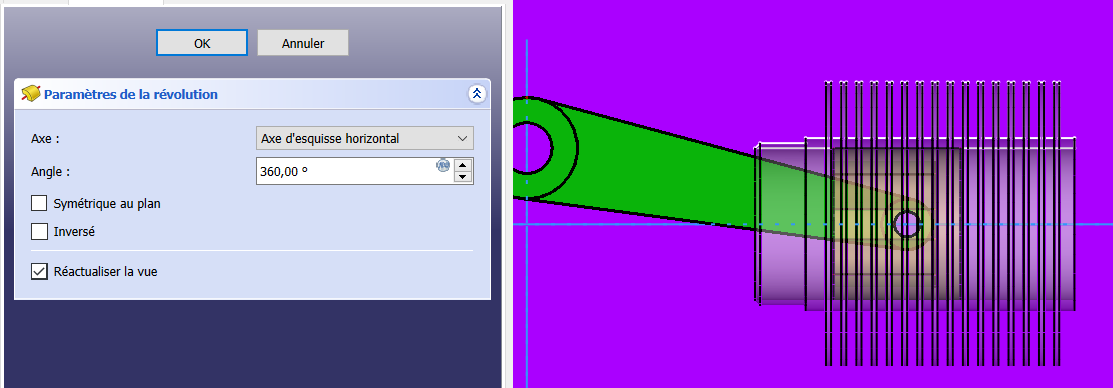 OK
Annuler
Paramètres de la révolution
Axe :
Axe d'esquisse horizontal
Angle :
360,00 º
Symétrique au plan
Inversé
Réactualiser la vue